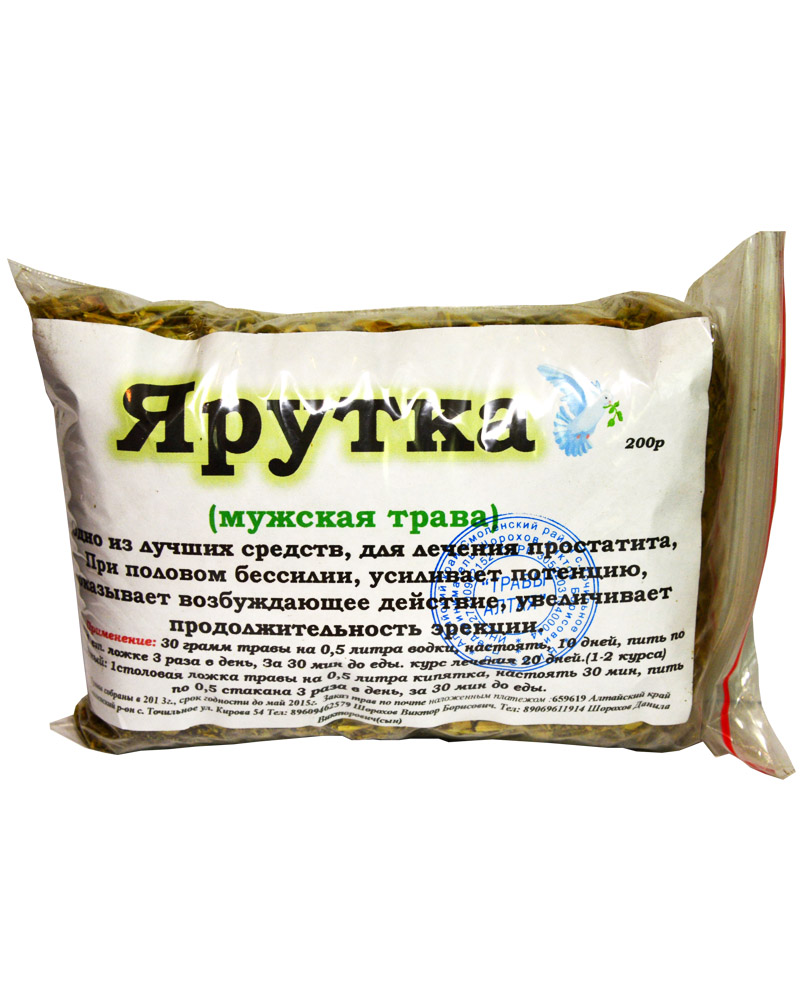 Ярутка
200р
(мужская трава)
одно из лучших средств, для лечения простатита,
При половом бессилии, усиливает потенцию,
оказывает возбуждающее действие, увеличивает
продолжительность эрекции.
Применение: 30 грамм травы на 0,5 литра водки, настоять, 10 дней, пить по
ложке 3 раза в день, За 30 мин до еды. курс лечения 20 дней.(1-2 курса)
1столовая ложка травы на 0,5 литра кипятка, настоять 30 мин, пить
по 0,5 стакана 3 раза в день, за 30 мин до еды.
собраны в 2013г., срок годности до май 2015г. Заказ трав по почте наложенным платежом :659619 Алтайский край
р-он с. Точильное ул. Кирова 54 Тел: 89609462579 Шорохов Виктор Борисович. Тел: 89069611914 Шорахов Данила
Викторович(сын)
"ТРАВЫ
АЛТАЯ"